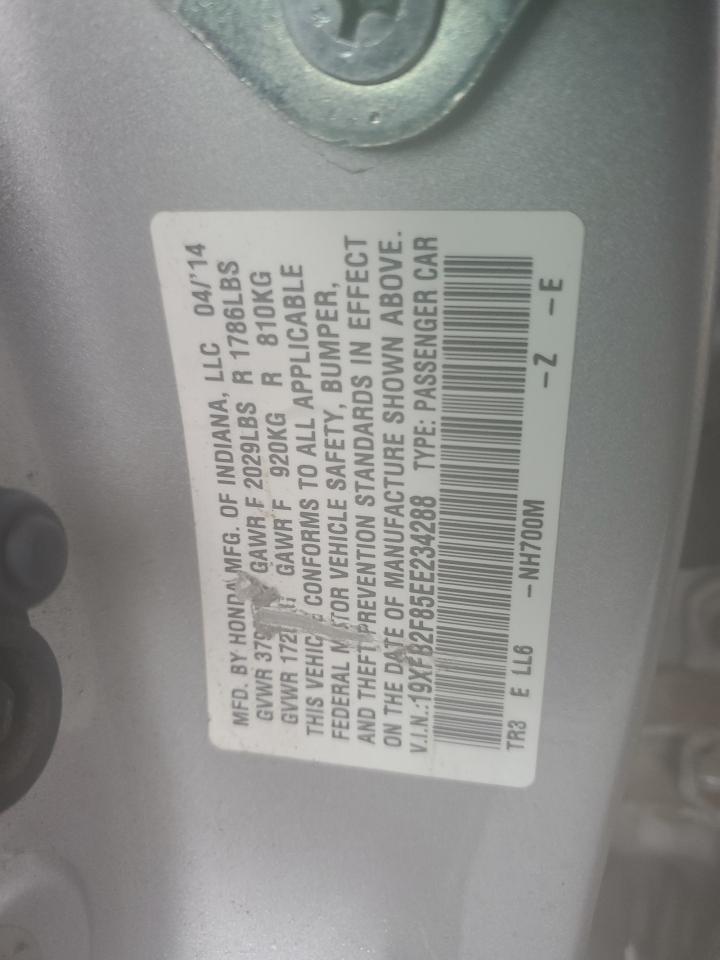 MFD. BY HONDA MFG. OF INDIANA, LLC 04/'14
GVWR GAWR F 2029LBS R 1786LBS
GVWR GAWR F 920KG R 810KG
THIS VEHICLE CONFORMS TO ALL APPLICABLE
FEDERAL MOTOR VEHICLE SAFETY, BUMPER,
AND THEFT PREVENTION STANDARDS IN EFFECT
ON THE DATE OF MANUFACTURE SHOWN ABOVE.
V.I.N.:19XFB2F85EE234288 TYPE: PASSENGER CAR
TR3 E LL6 -NH700M -Z -E